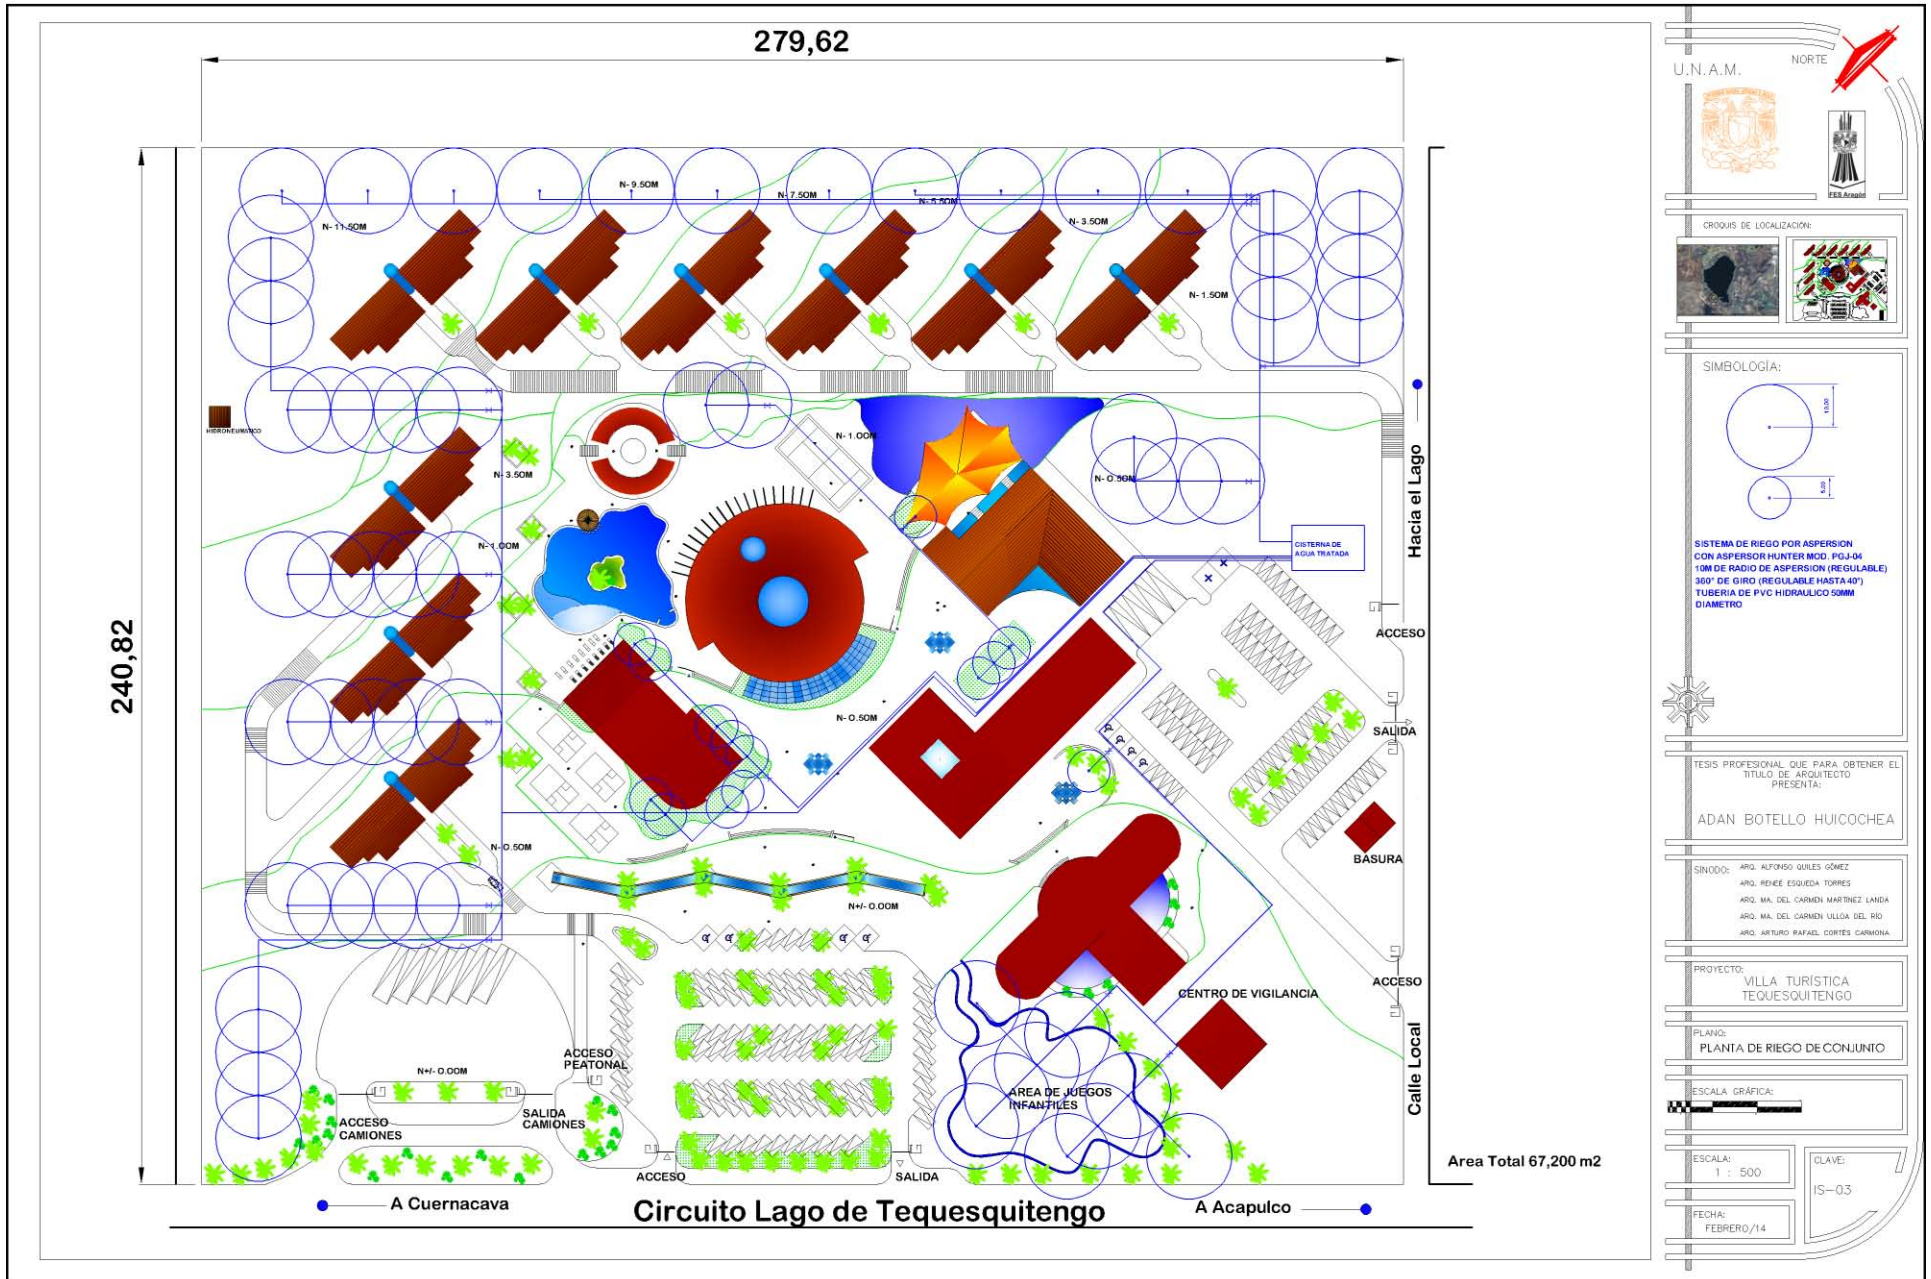 279,62
240,82
N- 11.50M
N- 9.50M
N- 7.50M
N- 5.50M
N- 3.50M
N- 1.50M
HIDRONEUMATICO
N- 3.50M
N- 1.00M
N- 1.00M
N- 0.50M
CISTERNA DE
AGUA TRATADA
N- 0.50M
N- 0.50M
N+/- 0.00M
N+/- 0.00M
ACCESO
SALIDA
BASURA
ACCESO
CENTRO DE VIGILANCIA
AREA DE JUEGOS
INFANTILES
ACCESO
PEATONAL
ACCESO
CAMIONES
SALIDA
CAMIONES
ACCESO
SALIDA
Hacia el Lago
Calle Local
Area Total 67,200 m2
A Cuernacava
Circuito Lago de Tequesquitengo
A Acapulco
U.N.A.M.
NORTE
FES Aragón
CROQUIS DE LOCALIZACIÓN:
SIMBOLOGÍA:
10.00
5.00
SISTEMA DE RIEGO POR ASPERSION
CON ASPERSOR HUNTER MOD. PGJ-04
10M DE RADIO DE ASPERSION (REGULABLE)
360° DE GIRO (REGULABLE HASTA 40°)
TUBERIA DE PVC HIDRAULICO 50MM
DIAMETRO
TESIS PROFESIONAL QUE PARA OBTENER EL
TITULO DE ARQUITECTO
PRESENTA:
ADAN BOTELLO HUICOCHEA
SINODO:
ARQ. ALFONSO QUILES GÓMEZ
ARQ. RENEÉ ESQUEDA TORRES
ARQ. MA. DEL CARMEN MARTÍNEZ LANDA
ARQ. MA. DEL CARMEN ULLOA DEL RÍO
ARQ. ARTURO RAFAEL CORTÉS CARMONA
PROYECTO:
VILLA TURÍSTICA
TEQUESQUITENGO
PLANO:
PLANTA DE RIEGO DE CONJUNTO
ESCALA GRÁFICA:
ESCALA:
1 : 500
CLAVE:
IS-03
FECHA:
FEBRERO/14